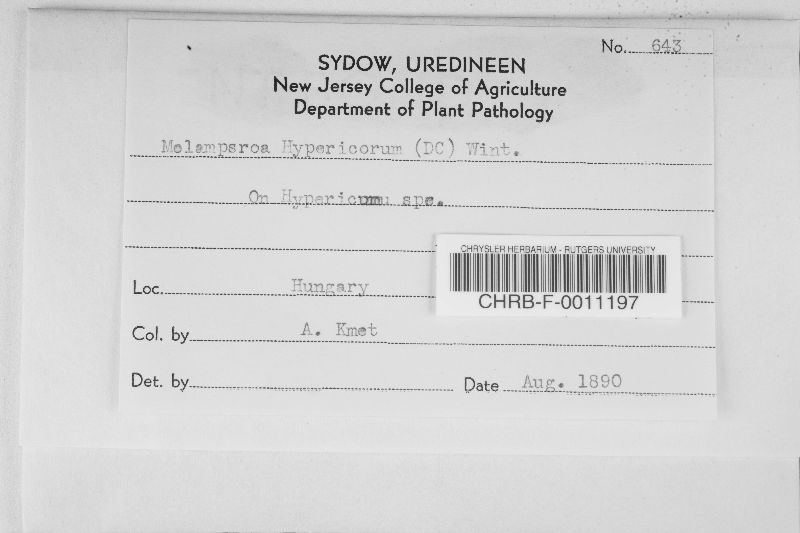 No. 643
SYDOW, UREDINEEN
New Jersey College of Agriculture
Department of Plant Pathology
Melampsroa Hypericorum (DC) Wint.
On Hypericumu spe.
CHRYSLER HERBARIUM - RUTGERS UNIVERSITY
CHRB-F-0011197
Loc. Hungary
Col. by A. Kmet
Det. by
Date Aug. 1890